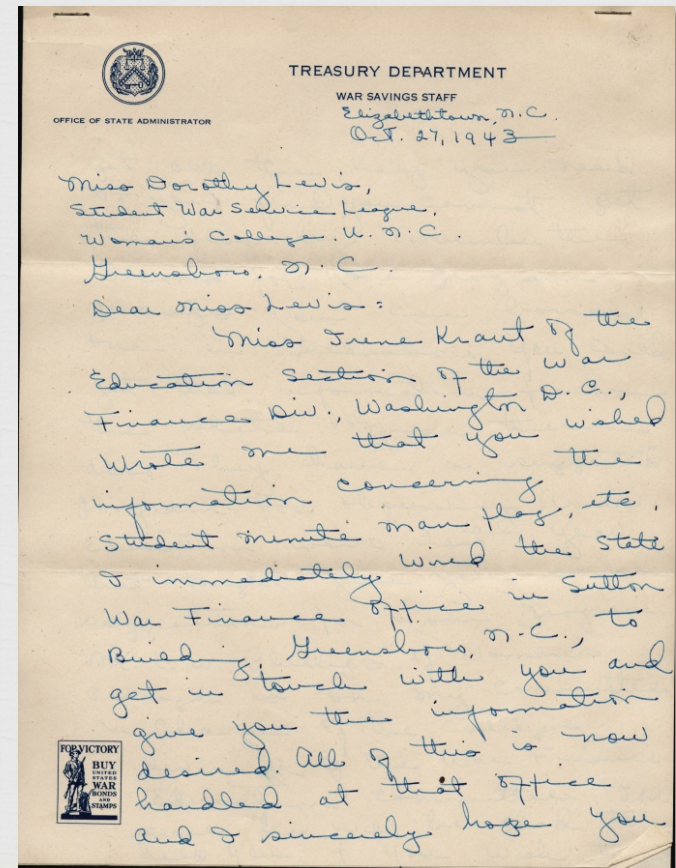 TREASURY DEPARTMENT
WAR SAVINGS STAFF
OFFICE OF STATE ADMINISTRATOR
Elizabethtown, N.C.
Oct. 27, 1943
Miss Dorothy Levis,
Student War Service League,
Woman's College, U.N.C.
Greensboro, N.C.
Dear Miss Levis:
Miss Irene Kraut of the
Education Section of the War
Finance Div., Washington D.C.,
wrote me that you wished
information concerning the
Student Minute Man flag, etc.
I immediately wired the State
War Finance office in Sutton
Building, Greensboro, N.C., to
get in touch with you and
give you the information
desired. All of this is now
handled at that office
and I sincerely hope you
FOR VICTORY
BUY
UNITED
STATES
WAR
BONDS
AND
STAMPS